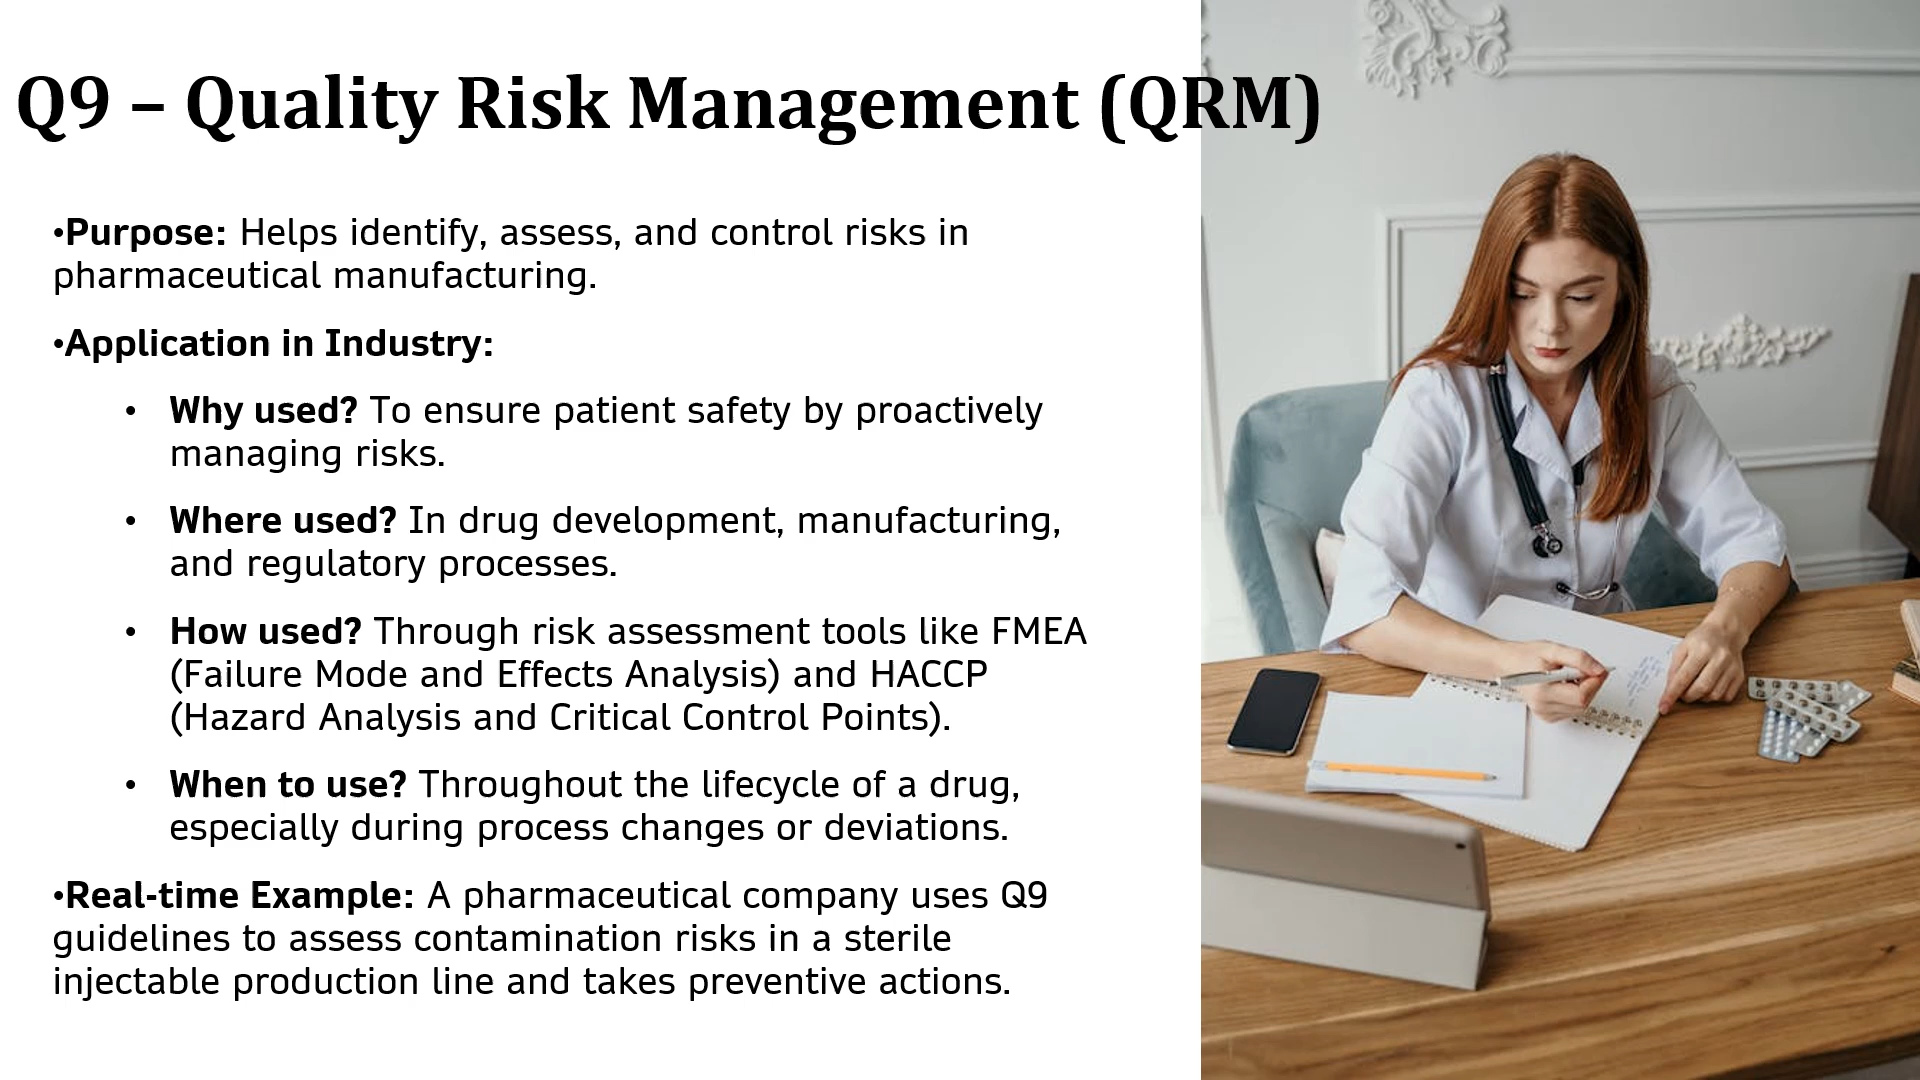 Q9 – Quality Risk Management (QRM)
•Purpose: Helps identify, assess, and control risks in
pharmaceutical manufacturing.
•Application in Industry:
• Why used? To ensure patient safety by proactively
managing risks.
• Where used? In drug development, manufacturing,
and regulatory processes.
• How used? Through risk assessment tools like FMEA
(Failure Mode and Effects Analysis) and HACCP
(Hazard Analysis and Critical Control Points).
• When to use? Throughout the lifecycle of a drug,
especially during process changes or deviations.
•Real-time Example: A pharmaceutical company uses Q9
guidelines to assess contamination risks in a sterile
injectable production line and takes preventive actions.